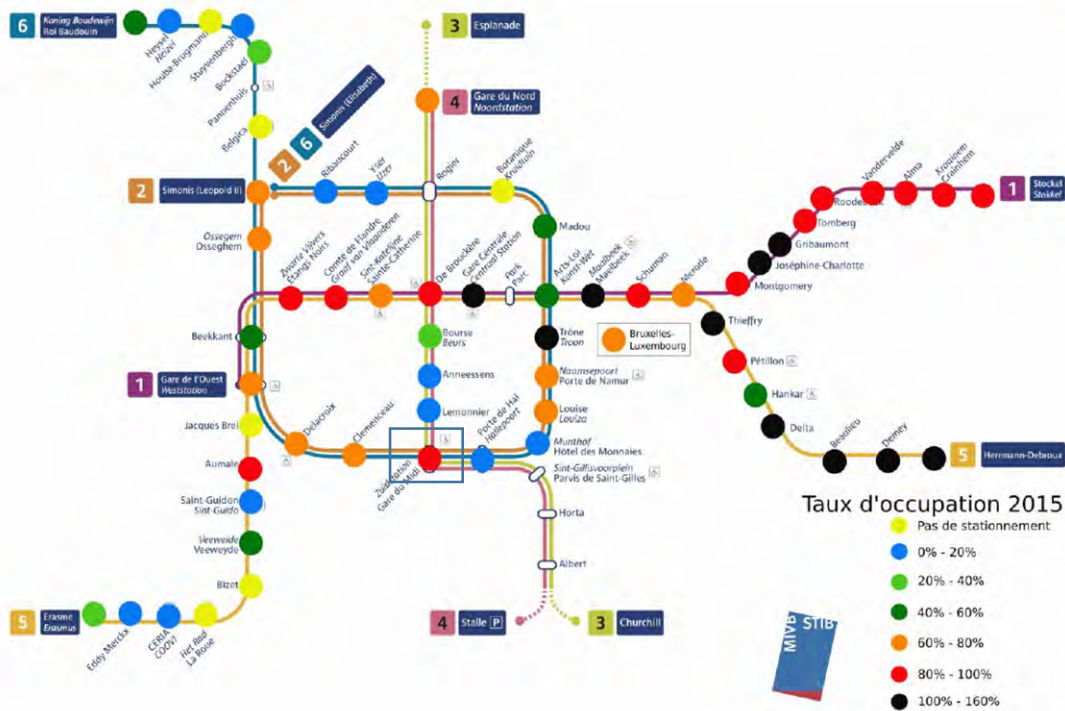 6
Koning Boudewijn
Roi Baudouin
Heysel
Heizel
Houba-Brugmann
Stuyvenbergh
Bockstael
Pannenhuis
Belgica
3
Esplanade
4
Gare du Nord
Noordstation
2
6
Simonis (Elisabeth)
2
Simonis (Leopold II)
Ribaucourt
Yser
IJzer
Rogier
Botanique
Kruidtuin
Madou
Ossegem
Osseghem
Zwarte Vijvers
Etangs Noirs
Comte de Flandre
Graaf van Vlaanderen
Sint-Katelijne
Sainte-Catherine
De Brouckère
Gare Centrale
Centraal Station
Park
Parc
Arts-Loi
Kunst-Wet
Maalbeek
Maelbeek
Schuman
Merode
Montgomery
Joséphine-Charlotte
Gribaumont
Tomberg
Vandervelde
Alma
Kraainem
Crainhem
1
Stockel
Stokkel
Beekkant
Bourse
Beurs
Trône
Troon
Bruxelles-
Luxembourg
Thieffry
Pétillon
Hankar
Delta
Beaulieu
Demey
5
Herrmann-Debroux
1
Gare de l'Ouest
Weststation
Anneessens
Naamsepoort
Porte de Namur
Lemonnier
Louise
Louiza
Jacques Brel
Delacroix
Clemenceau
Zuidstation
Gare du Midi
Porte de Hal
Hallepoort
Munthof
Hôtel des Monnaies
Sint-Gillisvoorplein
Parvis de Saint-Gilles
Aumale
Saint-Guidon
Sint-Guido
Horta
Veeweide
Veeweyde
Albert
Bizet
5
Erasme
Erasmus
Eddy Merckx
CERIA
COOVI
Het Rad
La Roue
4
Stalle P
3
Churchill
MIVB
STIB
Taux d'occupation 2015
Pas de stationnement
0% - 20%
20% - 40%
40% - 60%
60% - 80%
80% - 100%
100% - 160%